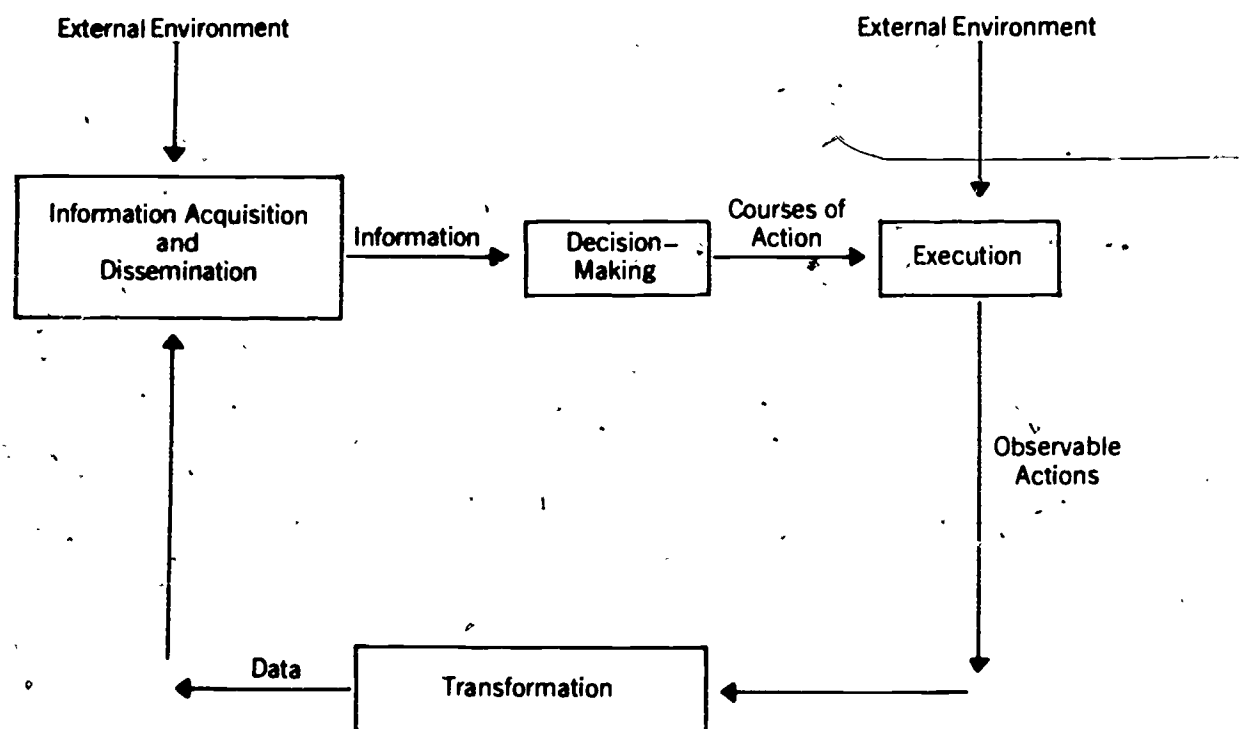 External Environment
External Environment
Information Acquisition
and
Dissemination
Information
Decision–
Making
Courses of
Action
Execution
Observable
Actions
Data
Transformation